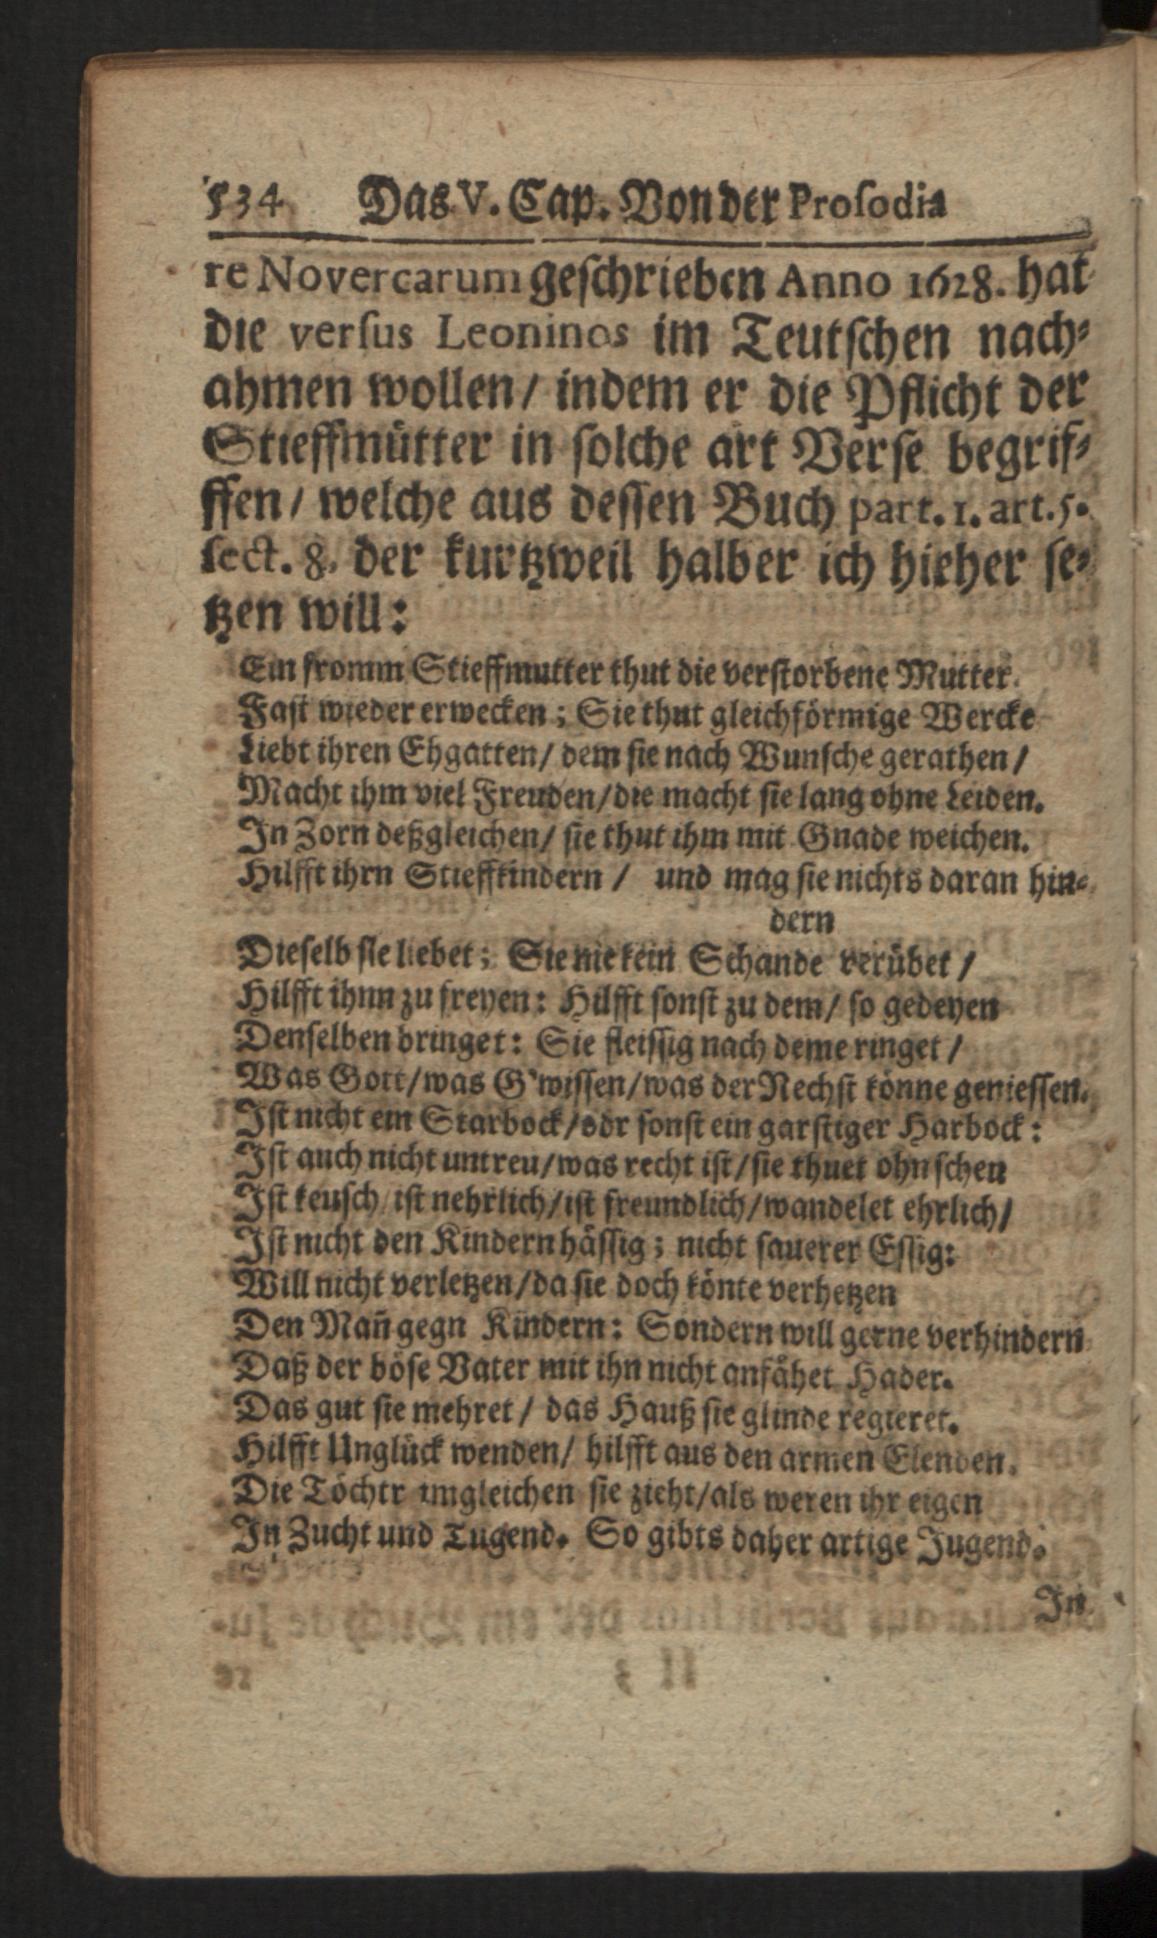 534 Das V. Cap. Von der Proſodia
re Novercarum geſchrieben Anno 1628. hat
die verſus Leoninos im Teutſchen nach⸗
ahmen wollen/ indem er die Pflicht der
Stieffmütter in ſolche art Verſe begrif⸗
ffen/ welche aus deſſen Buch part. 1. art. 5.
ſect. 8. der kurtzweil halber ich hieher ſe⸗
tzen will:
Ein fromm Stieffmutter thut die verſtorbene Mutter.
Faſt wieder erwecken; Sie thut gleichförmige Wercke
Liebt ihren Ehgatten/ dem ſie nach Wunſche gerathen/
Macht ihm viel Freuden/die macht ſie lang ohne Leiden.
In Zorn deßgleichen/ ſie thut ihm mit Gnade weichen.
Hilfft ihrn Stieffkindern/ und mag ſie nichts daran hin⸗
dern
Dieſelb ſie liebet; Sie nie kein Schande verübet/
Hilfft ihnn zu freyen: Hilfft ſonſt zu dem/ ſo gedeyen
Denſelben bringet: Sie fleiſſig nach deme ringet/
Was Gott/was G'wiſſen/was der Nechſt könne genieſſen.
Iſt nicht ein Starbock/odr ſonſt ein garſtiger Harbock:
Iſt auch nicht untreu/was recht iſt/ſie thuet ohn ſcheu
Iſt keuſch/iſt nehrlich/iſt freundlich/wandelet ehrlich/
Iſt nicht den Kindern häſſig; nicht ſauerer Eſſig:
Will nicht verletzen/da ſie doch könte verhetzen
Den Mañ gegn Kindern: Sondern will gerne verhindern
Daß der böſe Vater mit ihn nicht anfähet Hader.
Das gut ſie mehret/ das Hauß ſie glinde regieret.
Hilfft Unglück wenden/ hilfft aus den armen Elenden.
Die Töchtr imgleichen ſie zieht/als weren ihr eigen
In Zucht und Tugend. So gibts daher artige Jugend.
In